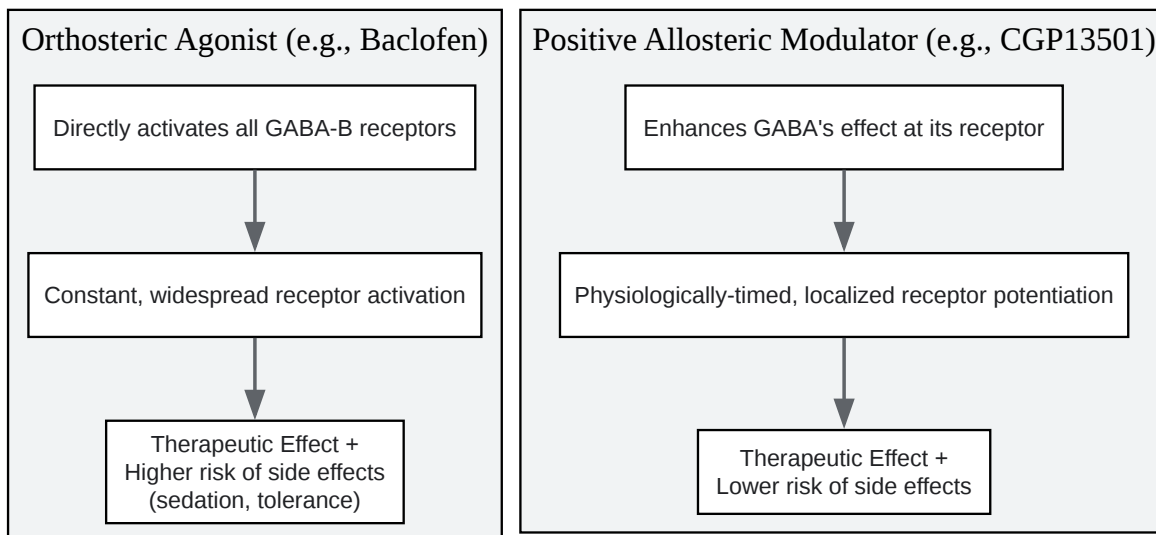 Orthosteric Agonist (e.g., Baclofen)
Directly activates all GABA-B receptors
Constant, widespread receptor activation
Therapeutic Effect +
Higher risk of side effects
(sedation, tolerance)
Positive Allosteric Modulator (e.g., CGP13501)
Enhances GABA's effect at its receptor
Physiologically-timed, localized receptor potentiation
Therapeutic Effect +
Lower risk of side effects